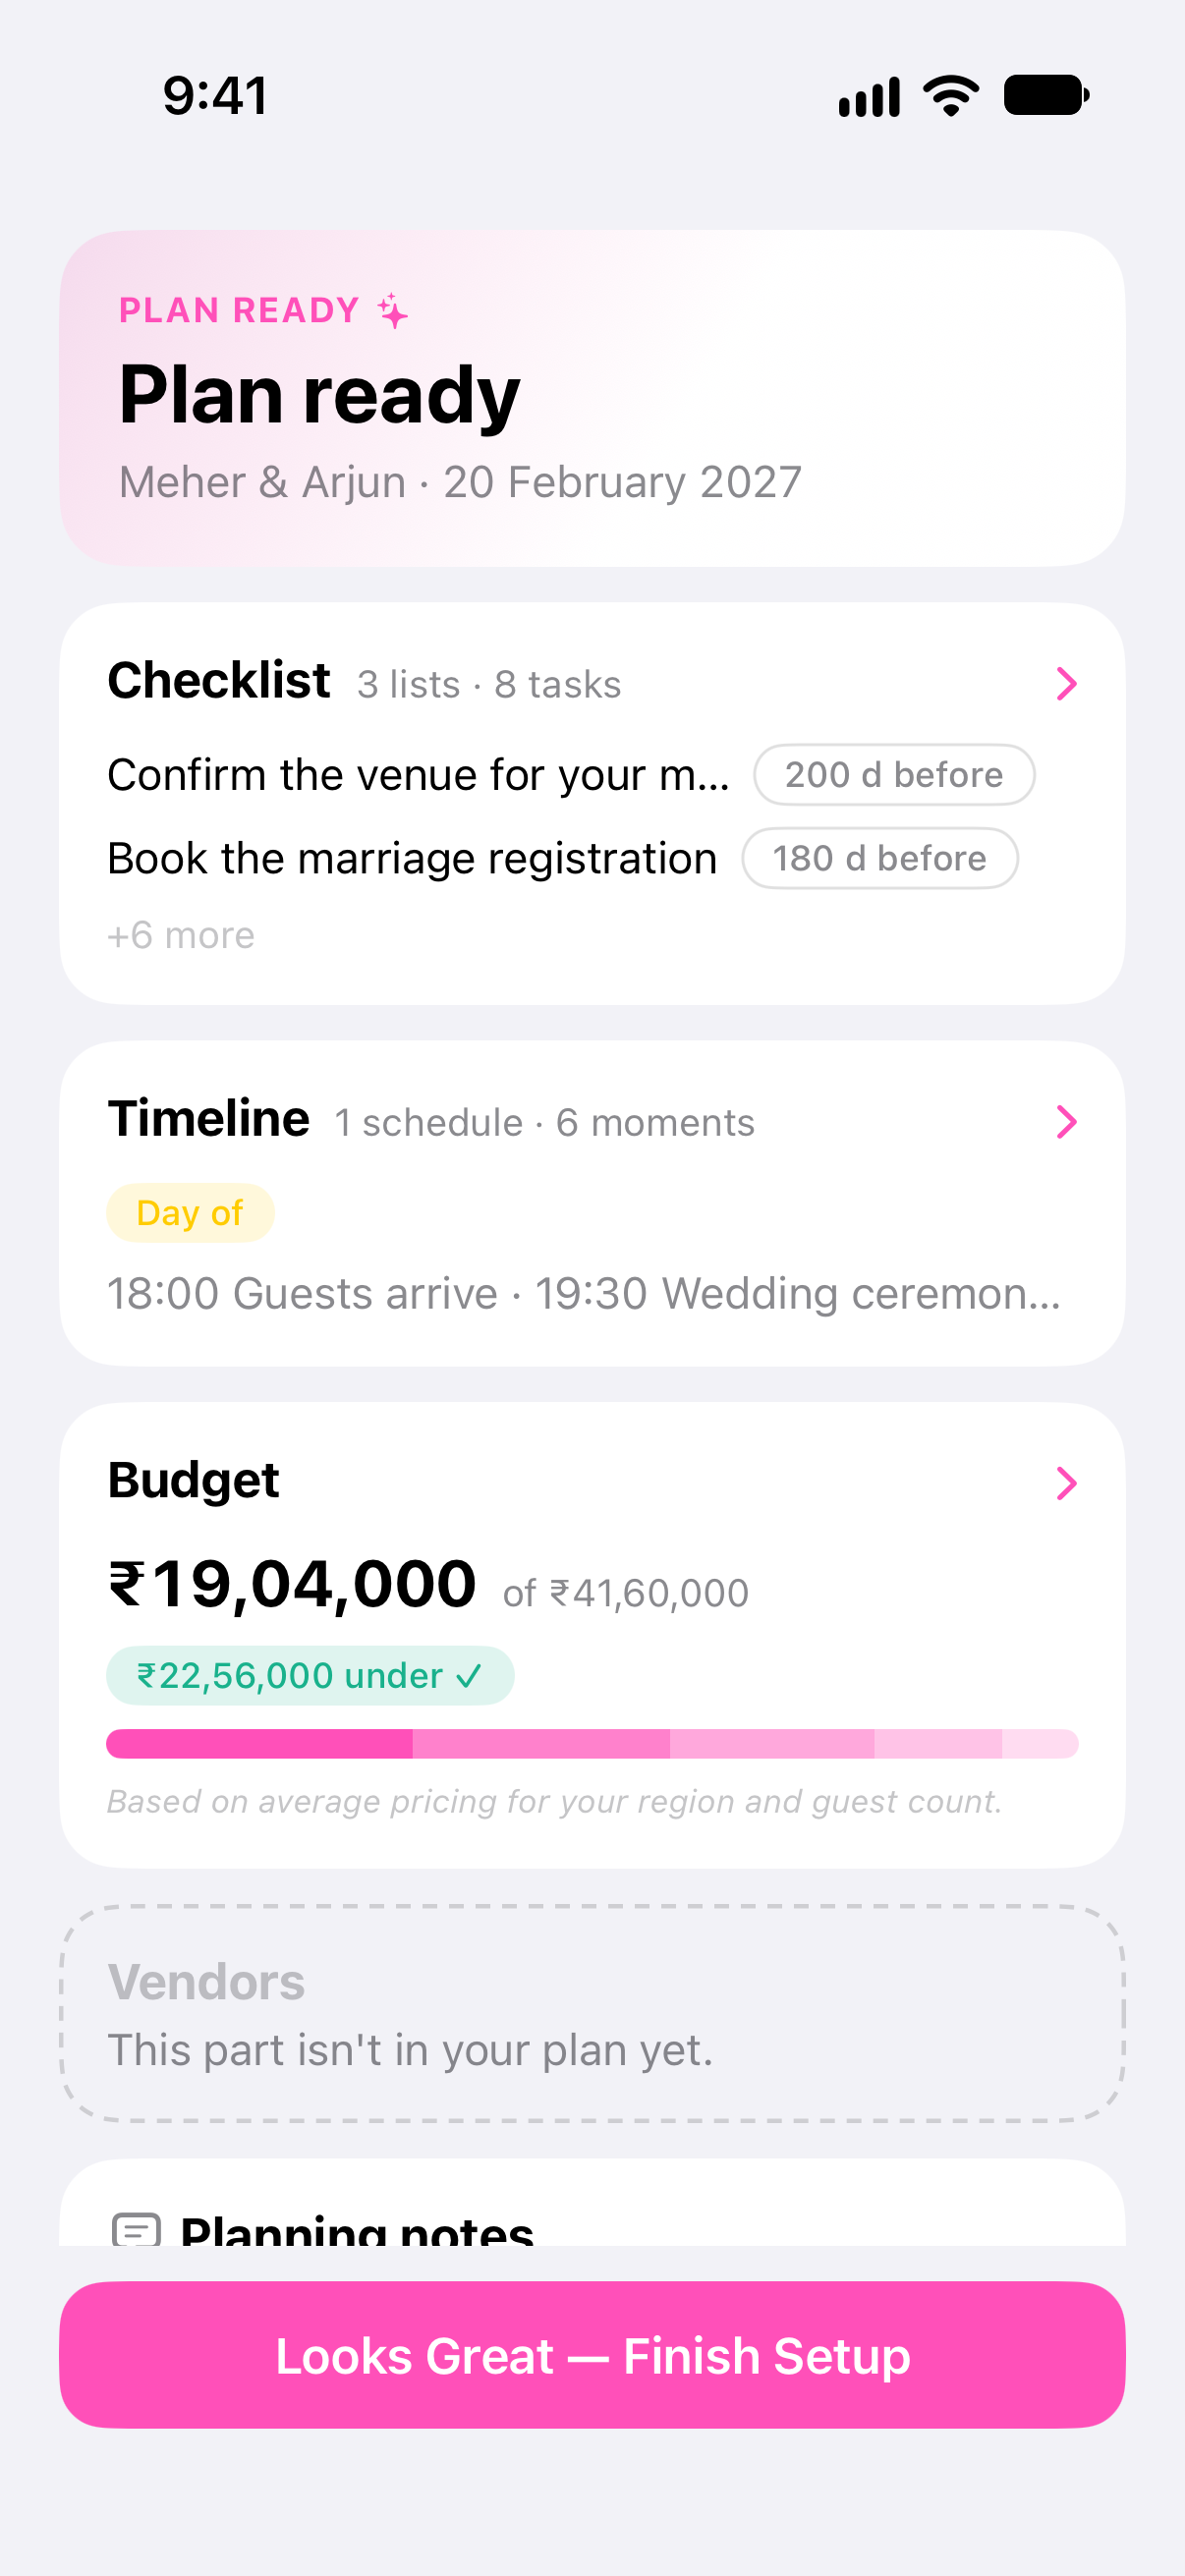 9:41
PLAN READY
Plan ready
Meher & Arjun · 20 February 2027
Checklist 3 lists · 8 tasks
Confirm the venue for your m... 200 d before
Book the marriage registration 180 d before
+6 more
Timeline 1 schedule · 6 moments
Day of
18:00 Guests arrive · 19:30 Wedding ceremon...
Budget
₹19,04,000 of ₹41,60,000
₹22,56,000 under ✓
Based on average pricing for your region and guest count.
Vendors
This part isn't in your plan yet.
Planning notes
Looks Great — Finish Setup